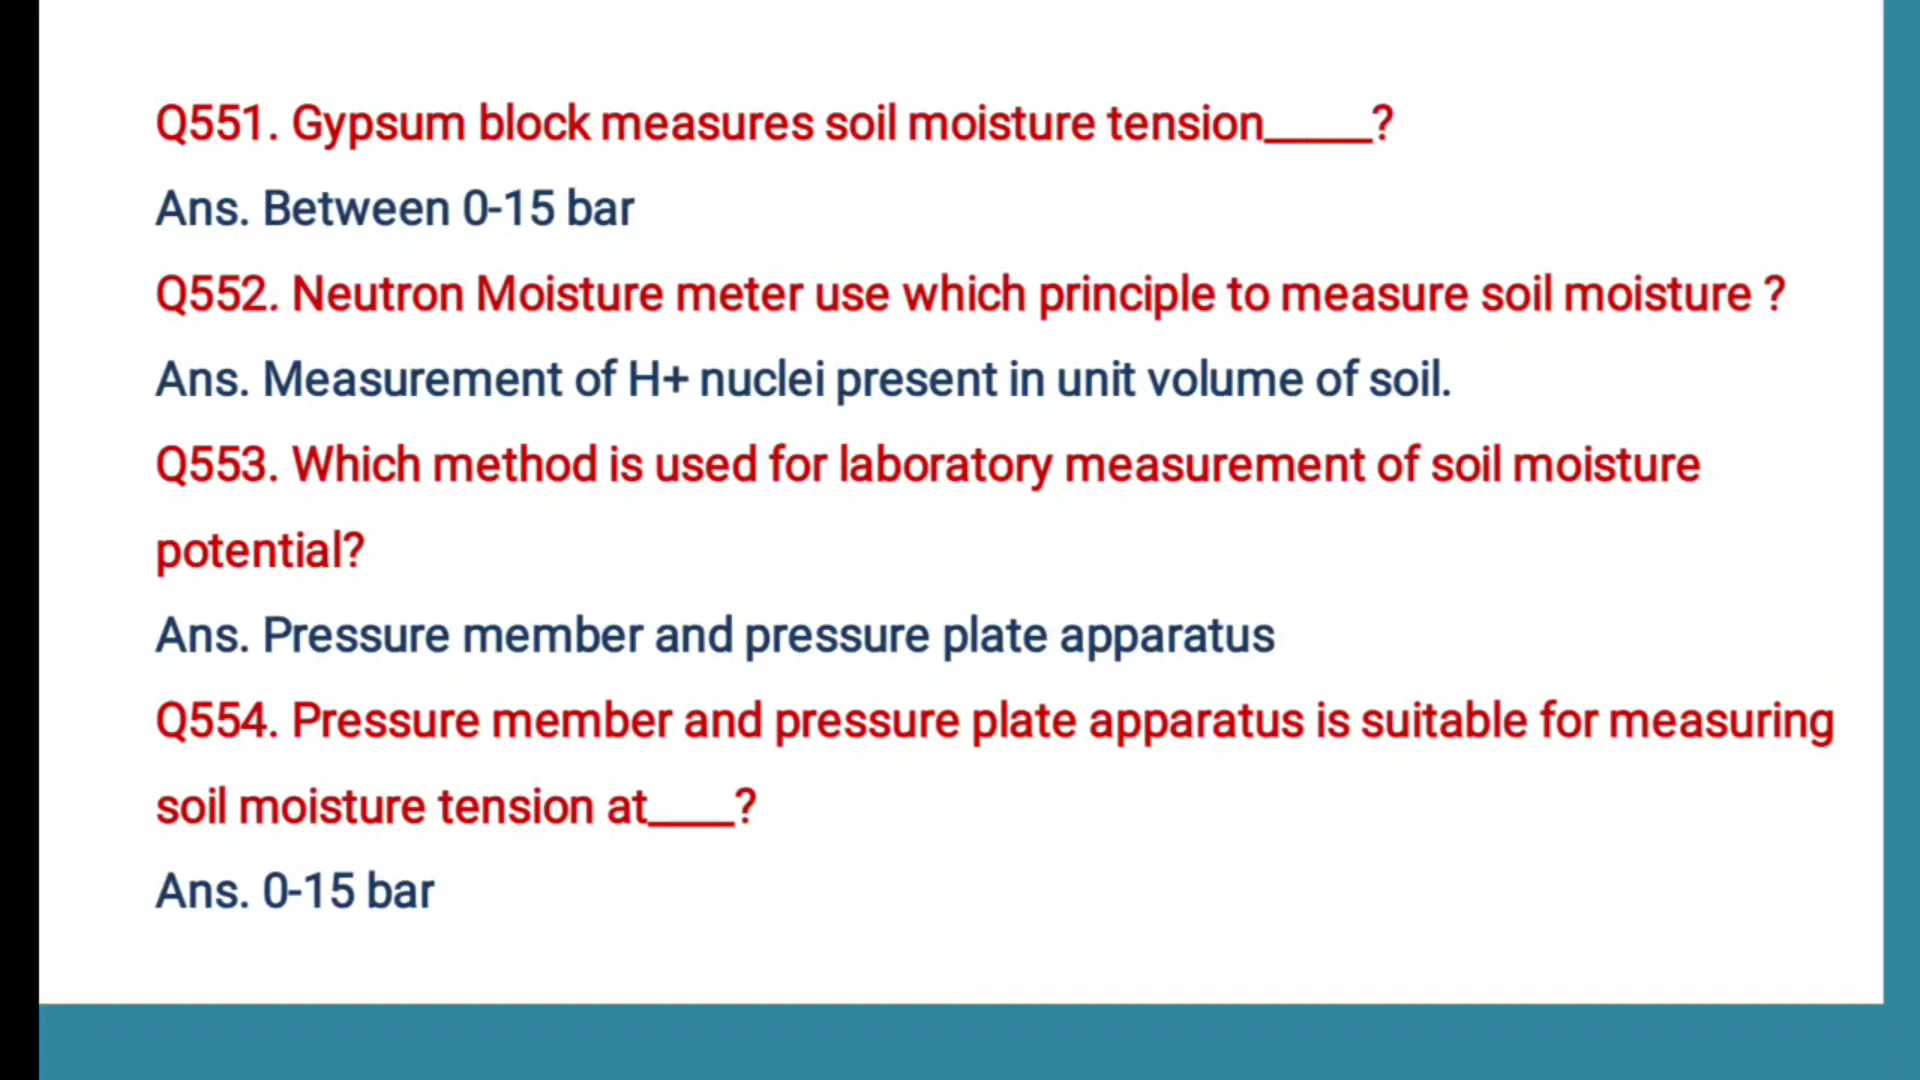 Q551. Gypsum block measures soil moisture tension_____?
Ans. Between 0-15 bar
Q552. Neutron Moisture meter use which principle to measure soil moisture ?
Ans. Measurement of H+ nuclei present in unit volume of soil.
Q553. Which method is used for laboratory measurement of soil moisture
potential?
Ans. Pressure member and pressure plate apparatus
Q554. Pressure member and pressure plate apparatus is suitable for measuring
soil moisture tension at____?
Ans. 0-15 bar